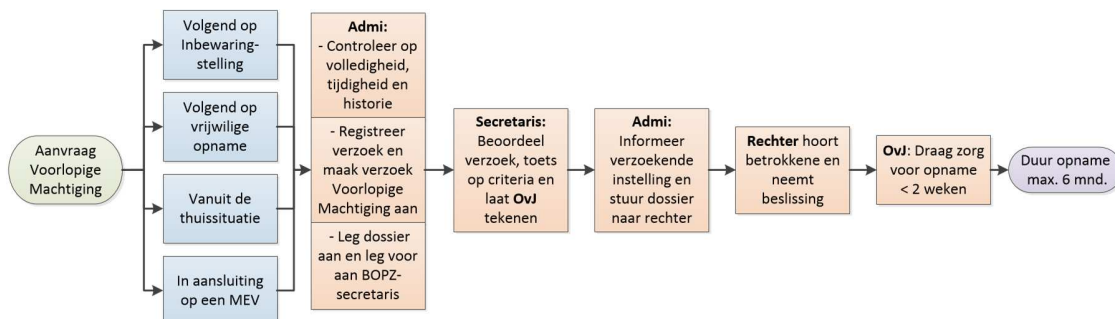 Aanvraag
Voorlopige
Machtiging
Volgend op
Inbewaring-
stelling
Volgend op
vrijwilige
opname
Vanuit de
thuissituatie
In aansluiting
op een MEV
Admi:
- Controleer op
volledigheid,
tijdigheid en
historie
- Registreer
verzoek en
maak verzoek
Voorlopige
Machtiging aan
- Leg dossier
aan en leg voor
aan BOPZ-
secretaris
Secretaris:
Beoordeel
verzoek, toets
op criteria en
laat OvJ
tekenen
Admi:
Informeer
verzoekende
instelling en
stuur dossier
naar rechter
Rechter hoort
betrokkene en
neemt
beslissing
OvJ: Draag zorg
voor opname
< 2 weken
Duur opname
max. 6 mnd.